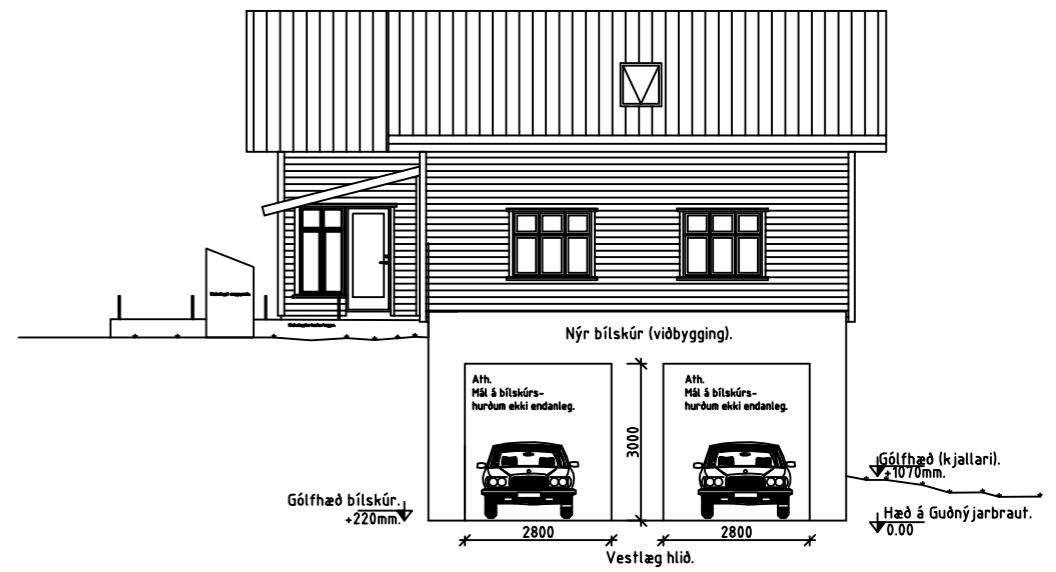 Nýr bílskúr (viðbygging).
Ath.
Mál á bílskúrs-
hurðum ekki endanleg.
Ath.
Mál á bílskúrs-
hurðum ekki endanleg.
3000
Gólfhæð (kjallari).
+1070mm.
Gólfhæð bílskúr.
+220mm.
Hæð á Guðnýjarbraut.
0.00
2800
2800
Vestlæg hlið.